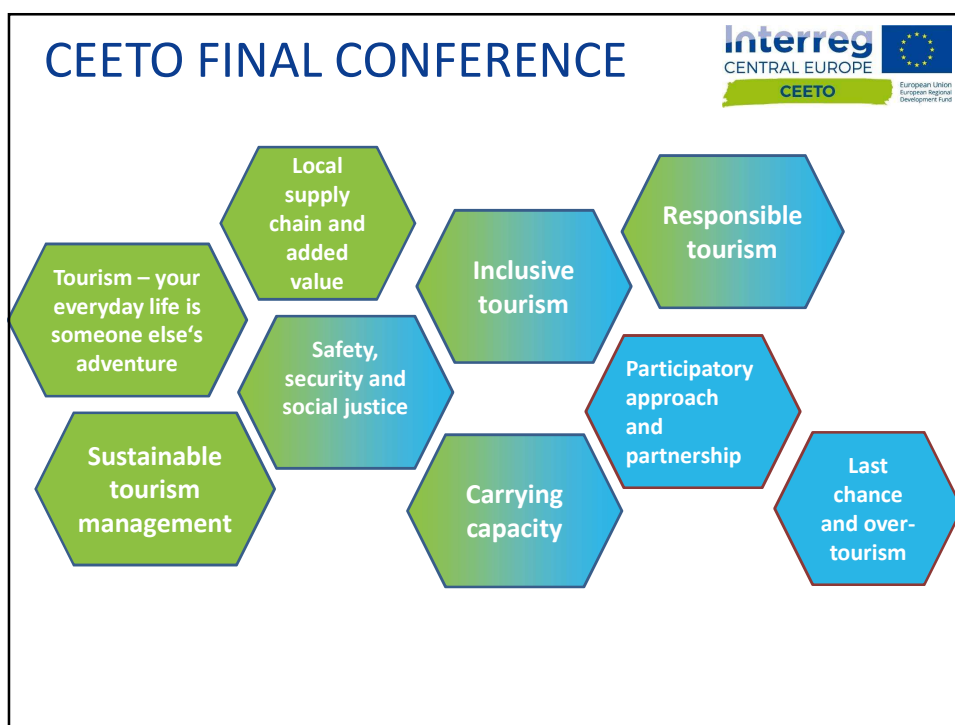 CEETO FINAL CONFERENCE
Interreg
CENTRAL EUROPE
CEETO
European Union
European Regional
Development Fund
Local
supply
chain and
added
value
Responsible
tourism
Inclusive
tourism
Tourism – your
everyday life is
someone else‘s
adventure
Safety,
security and
social justice
Participatory
approach
and
partnership
Sustainable
tourism
management
Carrying
capacity
Last
chance
and over-
tourism